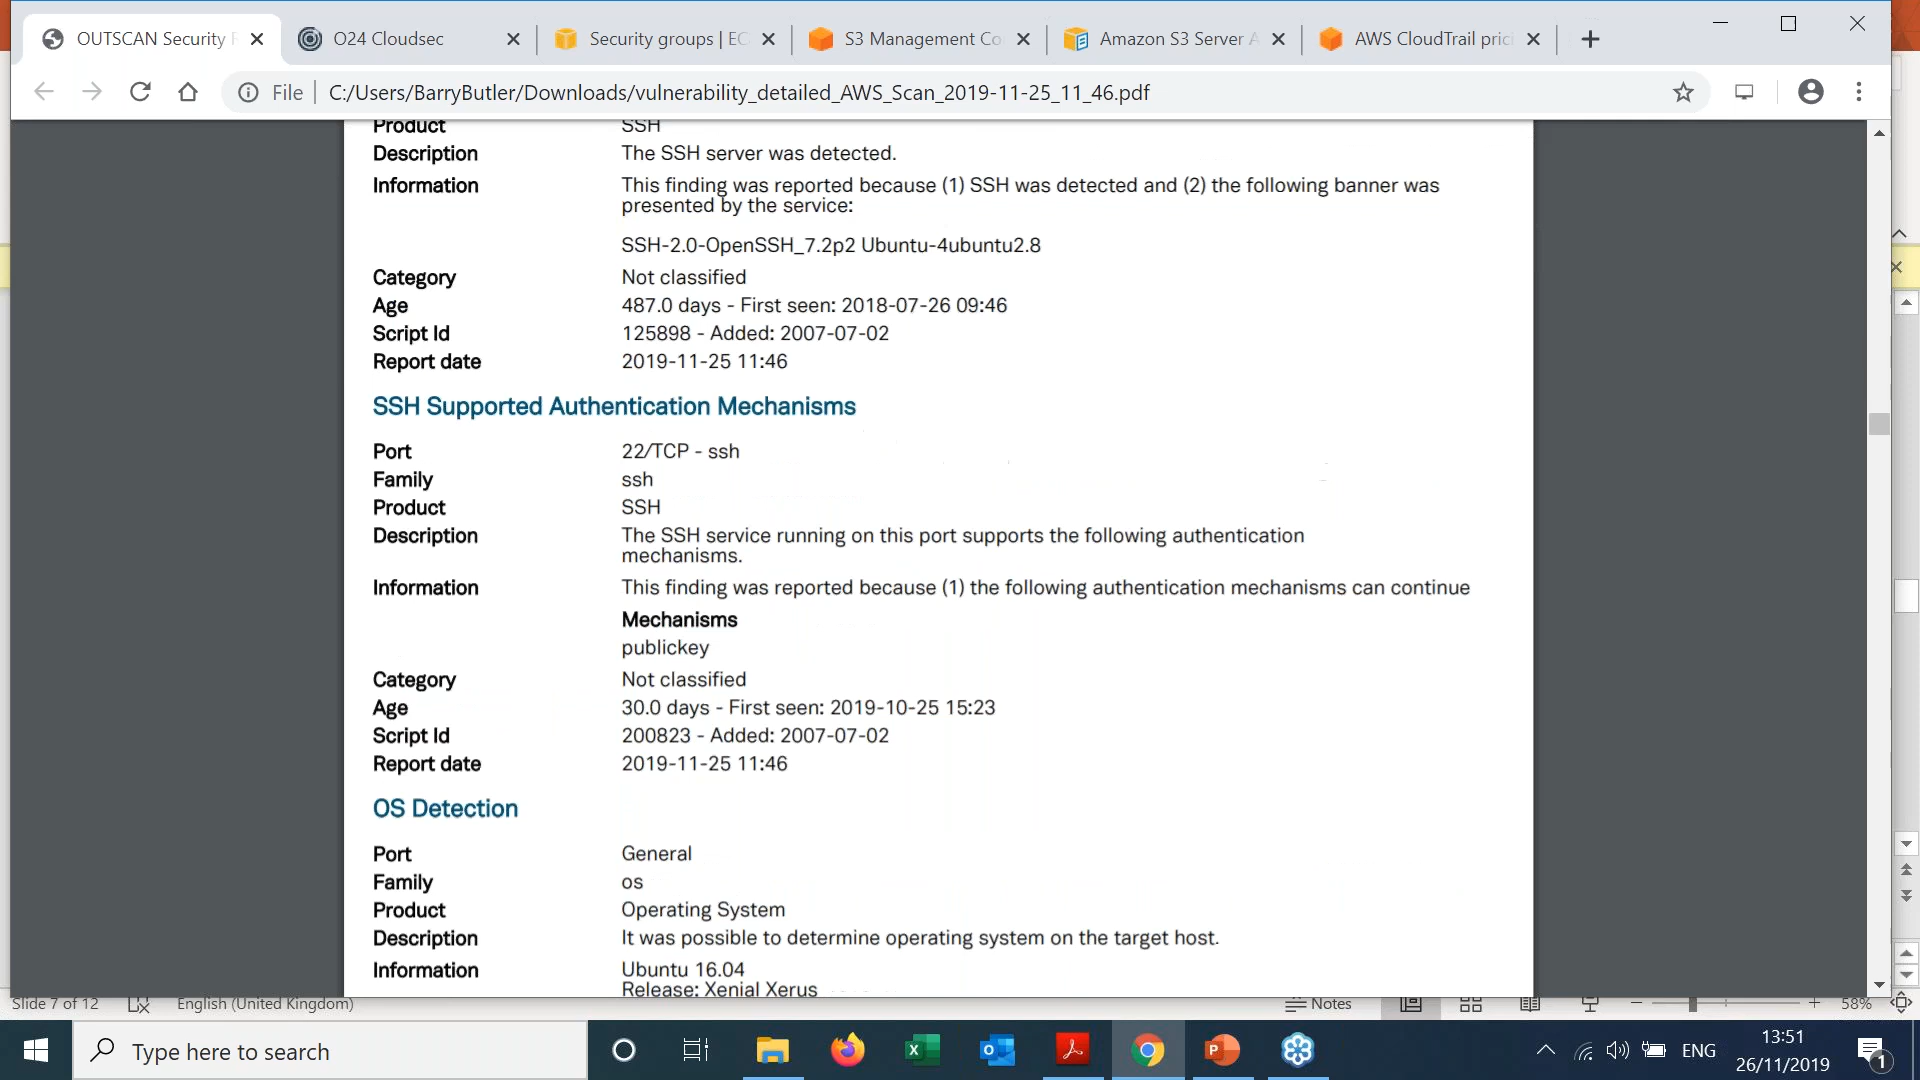 OUTSCAN Security R
O24 Cloudsec
Security groups | EC
S3 Management Co
Amazon S3 Server A
AWS CloudTrail prici
File
C:/Users/BarryButler/Downloads/vulnerability_detailed_AWS_Scan_2019-11-25_11_46.pdf
Product SSH
Description The SSH server was detected.
Information This finding was reported because (1) SSH was detected and (2) the following banner was
presented by the service:
SSH-2.0-OpenSSH_7.2p2 Ubuntu-4ubuntu2.8
Category Not classified
Age 487.0 days - First seen: 2018-07-26 09:46
Script Id 125898 - Added: 2007-07-02
Report date 2019-11-25 11:46
SSH Supported Authentication Mechanisms
Port 22/TCP - ssh
Family ssh
Product SSH
Description The SSH service running on this port supports the following authentication
mechanisms.
Information This finding was reported because (1) the following authentication mechanisms can continue
Mechanisms
publickey
Category Not classified
Age 30.0 days - First seen: 2019-10-25 15:23
Script Id 200823 - Added: 2007-07-02
Report date 2019-11-25 11:46
OS Detection
Port General
Family os
Product Operating System
Description It was possible to determine operating system on the target host.
Information Ubuntu 16.04
Release: Xenial Xerus
Slide 7 of 12 English (United Kingdom) Notes 58%
Type here to search
ENG
13:51
26/11/2019
1